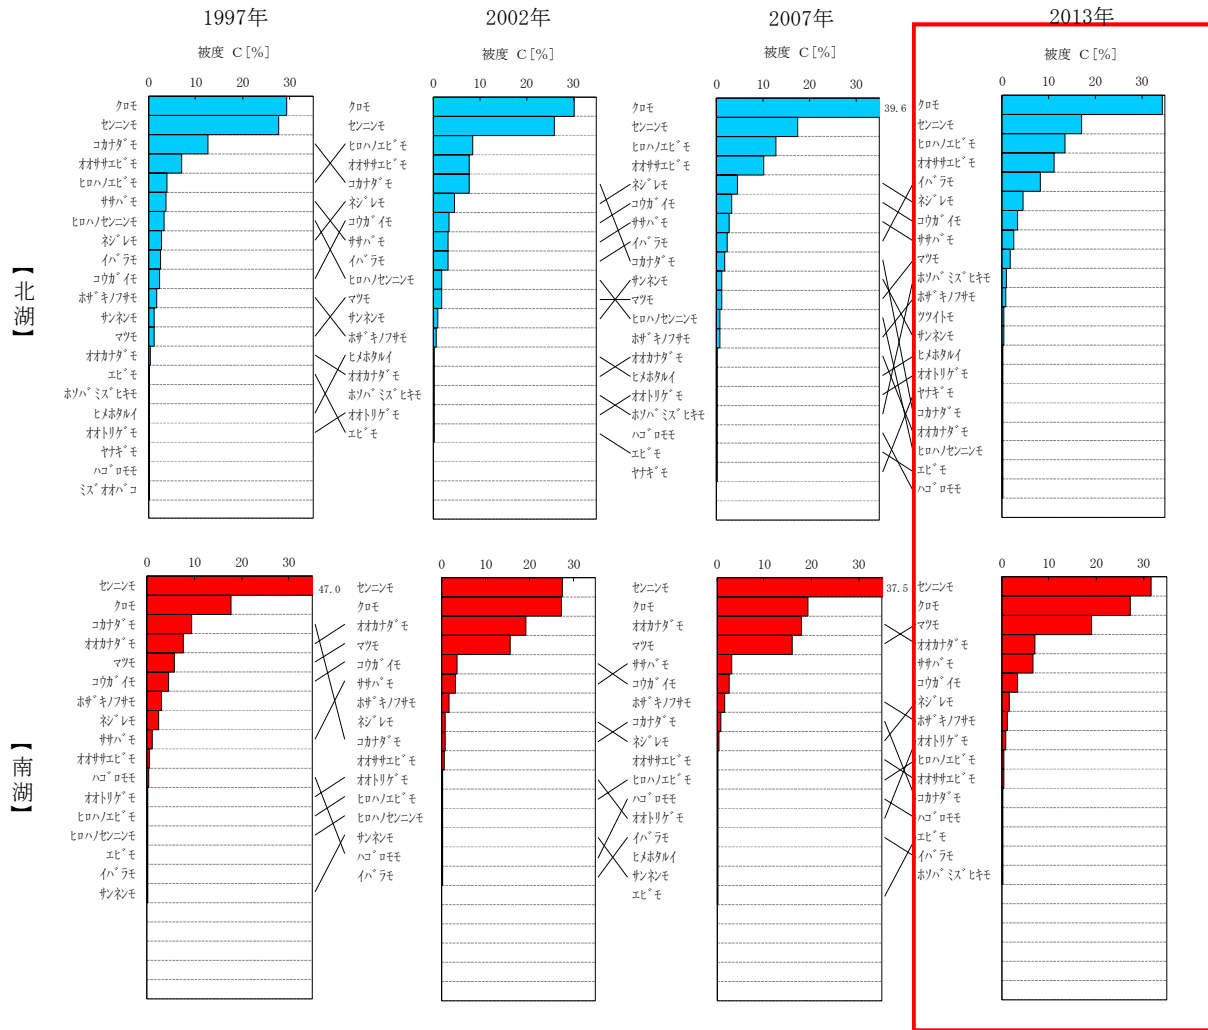 1997年
2002年
2007年
2013年
被度 C[%]
被度 C[%]
被度 C[%]
被度 C[%]
【北湖】
0 10 20 30
クロモ
センニンモ
コカナダモ
オオササエビモ
ヒロハノエビモ
ササバモ
ヒロハノセンニンモ
ネジレモ
イバラモ
コウガイモ
ホザキノフサモ
サンネンモ
マツモ
オオカナダモ
エビモ
ホソバミズヒキモ
ヒメホタルイ
オオトリゲモ
ヤナギモ
ハゴロモモ
ミズオオバコ
0 10 20 30
クロモ
センニンモ
ヒロハノエビモ
オオササエビモ
コカナダモ
ネジレモ
コウガイモ
ササバモ
イバラモ
ヒロハノセンニンモ
マツモ
サンネンモ
ホザキノフサモ
ヒメホタルイ
オオカナダモ
ホソバミズヒキモ
オオトリゲモ
エビモ
0 10 20 30
39.6
クロモ
センニンモ
ヒロハノエビモ
オオササエビモ
ネジレモ
コウガイモ
ササバモ
イバラモ
コカナダモ
サンネンモ
マツモ
ヒロハノセンニンモ
ホザキノフサモ
オオカナダモ
ヒメホタルイ
オオトリゲモ
ホソバミズヒキモ
ハゴロモモ
エビモ
ヤナギモ
0 10 20 30
クロモ
センニンモ
ヒロハノエビモ
オオササエビモ
イバラモ
ネジレモ
コウガイモ
ササバモ
マツモ
ホソバミズヒキモ
ホザキノフサモ
ツツイトモ
サンネモ
ヒメホタルイ
オオトリゲモ
ヤナギモ
コカナダモ
オオカナダモ
ヒロハノセンニンモ
エビモ
ハゴロモモ
【南湖】
0 10 20 30
47.0
センニンモ
クロモ
コカナダモ
オオカナダモ
マツモ
コウガイモ
ホザキノフサモ
ネジレモ
ササバモ
オオササエビモ
ハゴロモモ
オオトリゲモ
ヒロハノエビモ
ヒロハノセンニンモ
エビモ
イバラモ
サンネンモ
0 10 20 30
センニンモ
クロモ
オオカナダモ
マツモ
コウガイモ
ササバモ
ホザキノフサモ
ネジレモ
コカナダモ
オオササエビモ
オオトリゲモ
ヒロハノエビモ
ヒロハノセンニンモ
サンネンモ
ハゴロモモ
イバラモ
0 10 20 30
37.5
センニンモ
クロモ
オオカナダモ
マツモ
ササバモ
コウガイモ
ホザキノフサモ
コカナダモ
ネジレモ
オオササエビモ
ヒロハノエビモ
ハゴロモモ
オオトリゲモ
イバラモ
ヒメホタルイ
サンネンモ
エビモ
0 10 20 30
センニンモ
クロモ
マツモ
オオカナダモ
ササバモ
コウガイモ
ネジレモ
ホザキノフサモ
オオトリゲモ
ヒロハノエビモ
オオササエビモ
コカナダモ
ハゴロモモ
エビモ
イバラモ
ホソバミズヒキモ